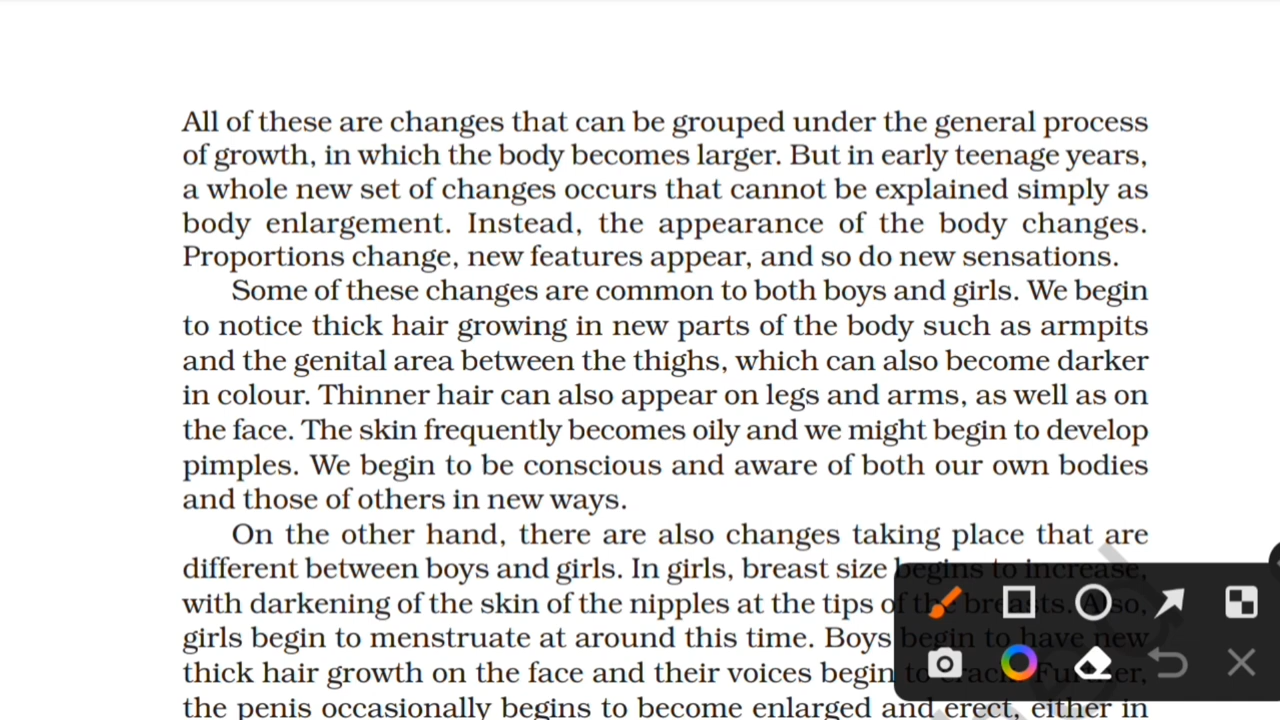 All of these are changes that can be grouped under the general process
of growth, in which the body becomes larger. But in early teenage years,
a whole new set of changes occurs that cannot be explained simply as
body enlargement. Instead, the appearance of the body changes.
Proportions change, new features appear, and so do new sensations.
Some of these changes are common to both boys and girls. We begin
to notice thick hair growing in new parts of the body such as armpits
and the genital area between the thighs, which can also become darker
in colour. Thinner hair can also appear on legs and arms, as well as on
the face. The skin frequently becomes oily and we might begin to develop
pimples. We begin to be conscious and aware of both our own bodies
and those of others in new ways.
On the other hand, there are also changes taking place that are
different between boys and girls. In girls, breast size begins to increase,
with darkening of the skin of the nipples at the tips of the breasts. Also,
girls begin to menstruate at around this time. Boys begin to have new
thick hair growth on the face and their voices begin to crack. Further,
the penis occasionally begins to become enlarged and erect, either in